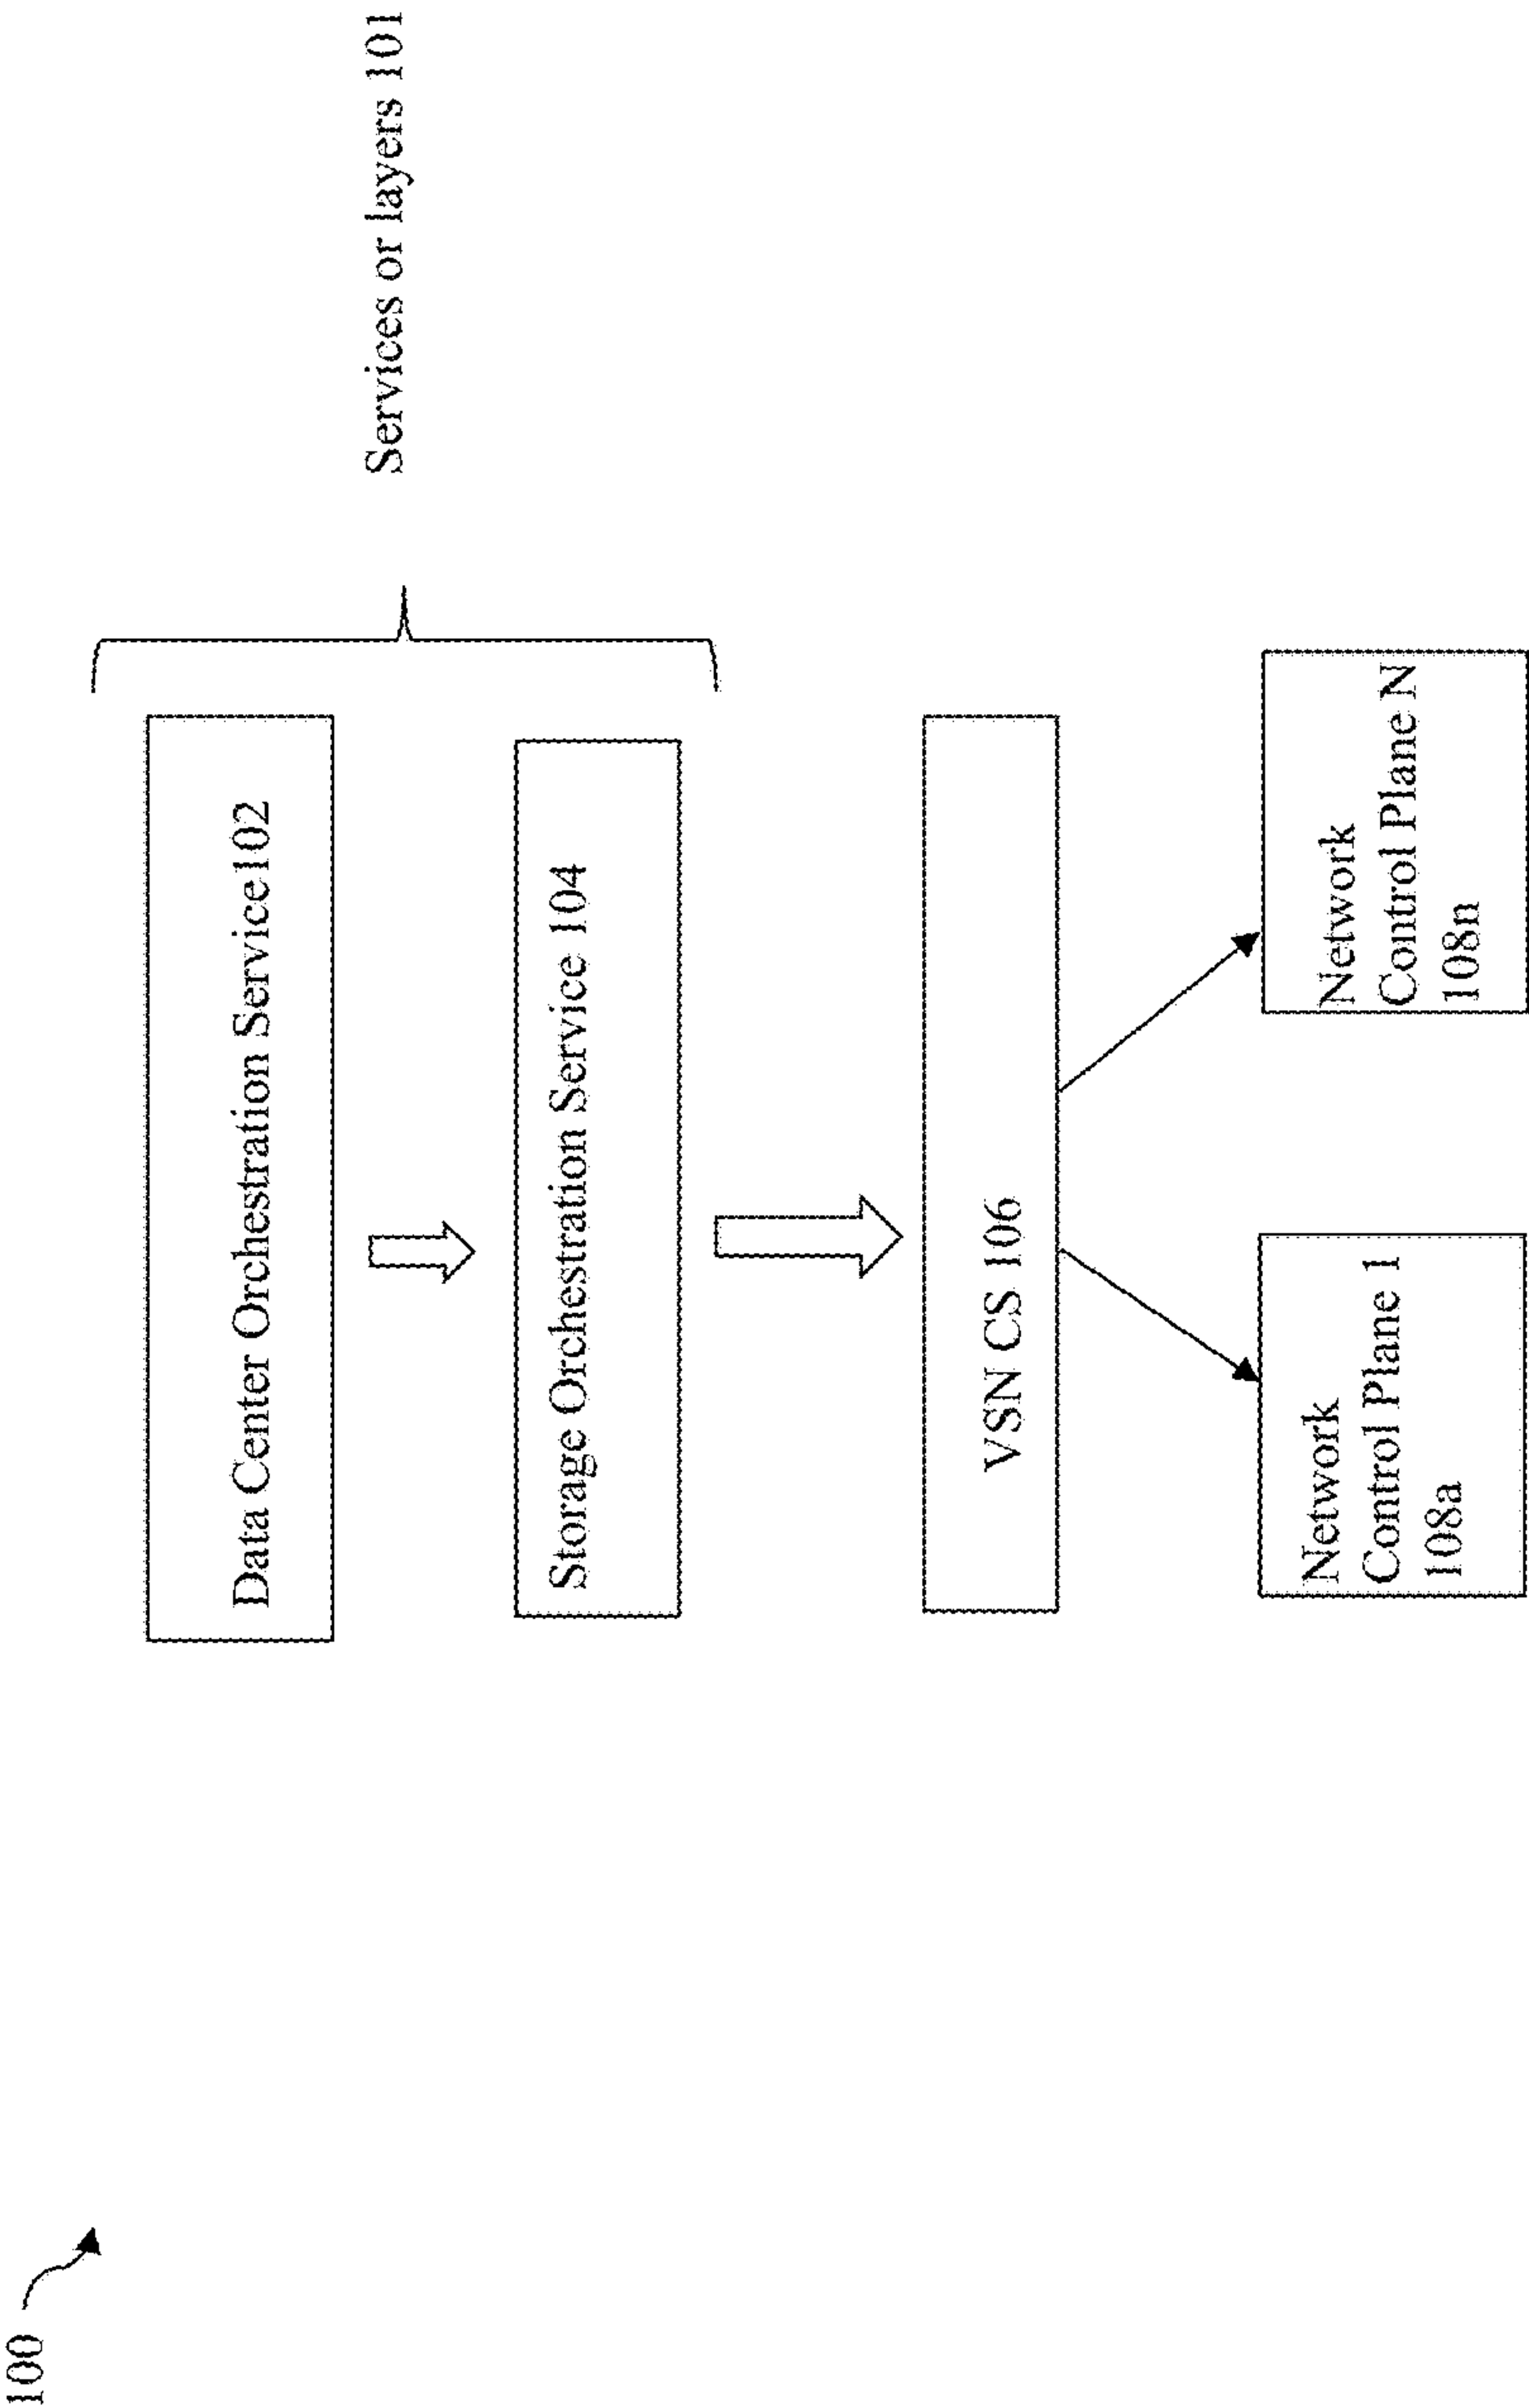 100
Data Center Orchestration Service102
Services or layers 101
Storage Orchestration Service 104
VSN CS 106
Network
Control Plane 1
108a
Network
Control Plane N
108n